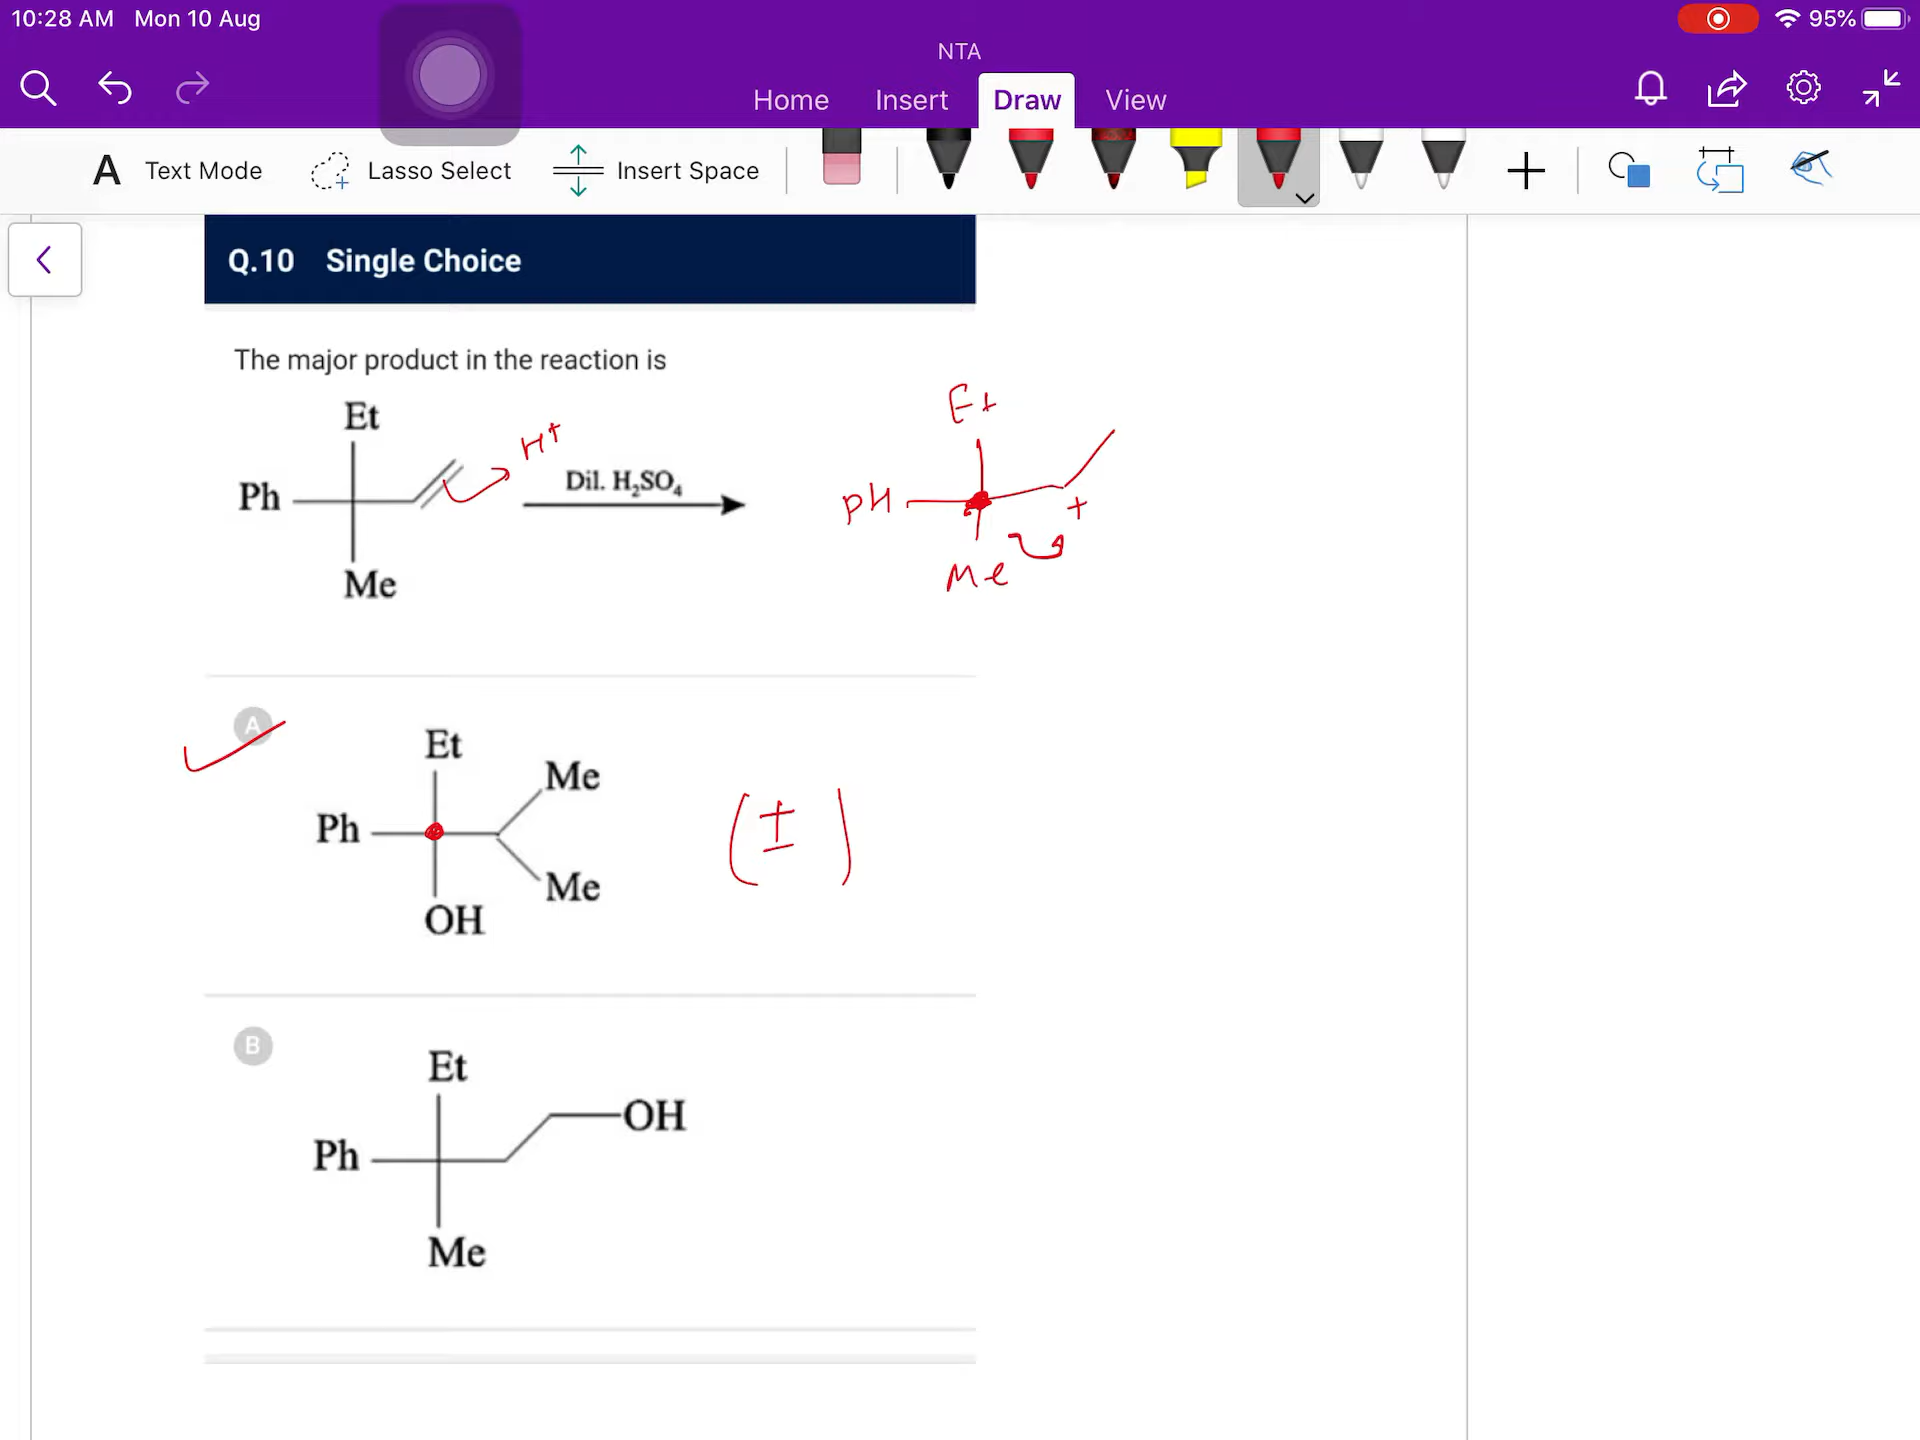 10:28 AM Mon 10 Aug
95%
NTA
Home Insert Draw View
A Text Mode Lasso Select Insert Space
Q.10 Single Choice
The major product in the reaction is
Et
Ph
Me
H+
Dil. H₂SO₄
Et
PH
+
Me
A
Et
Me
Ph
Me
OH
(±)
B
Et
OH
Ph
Me